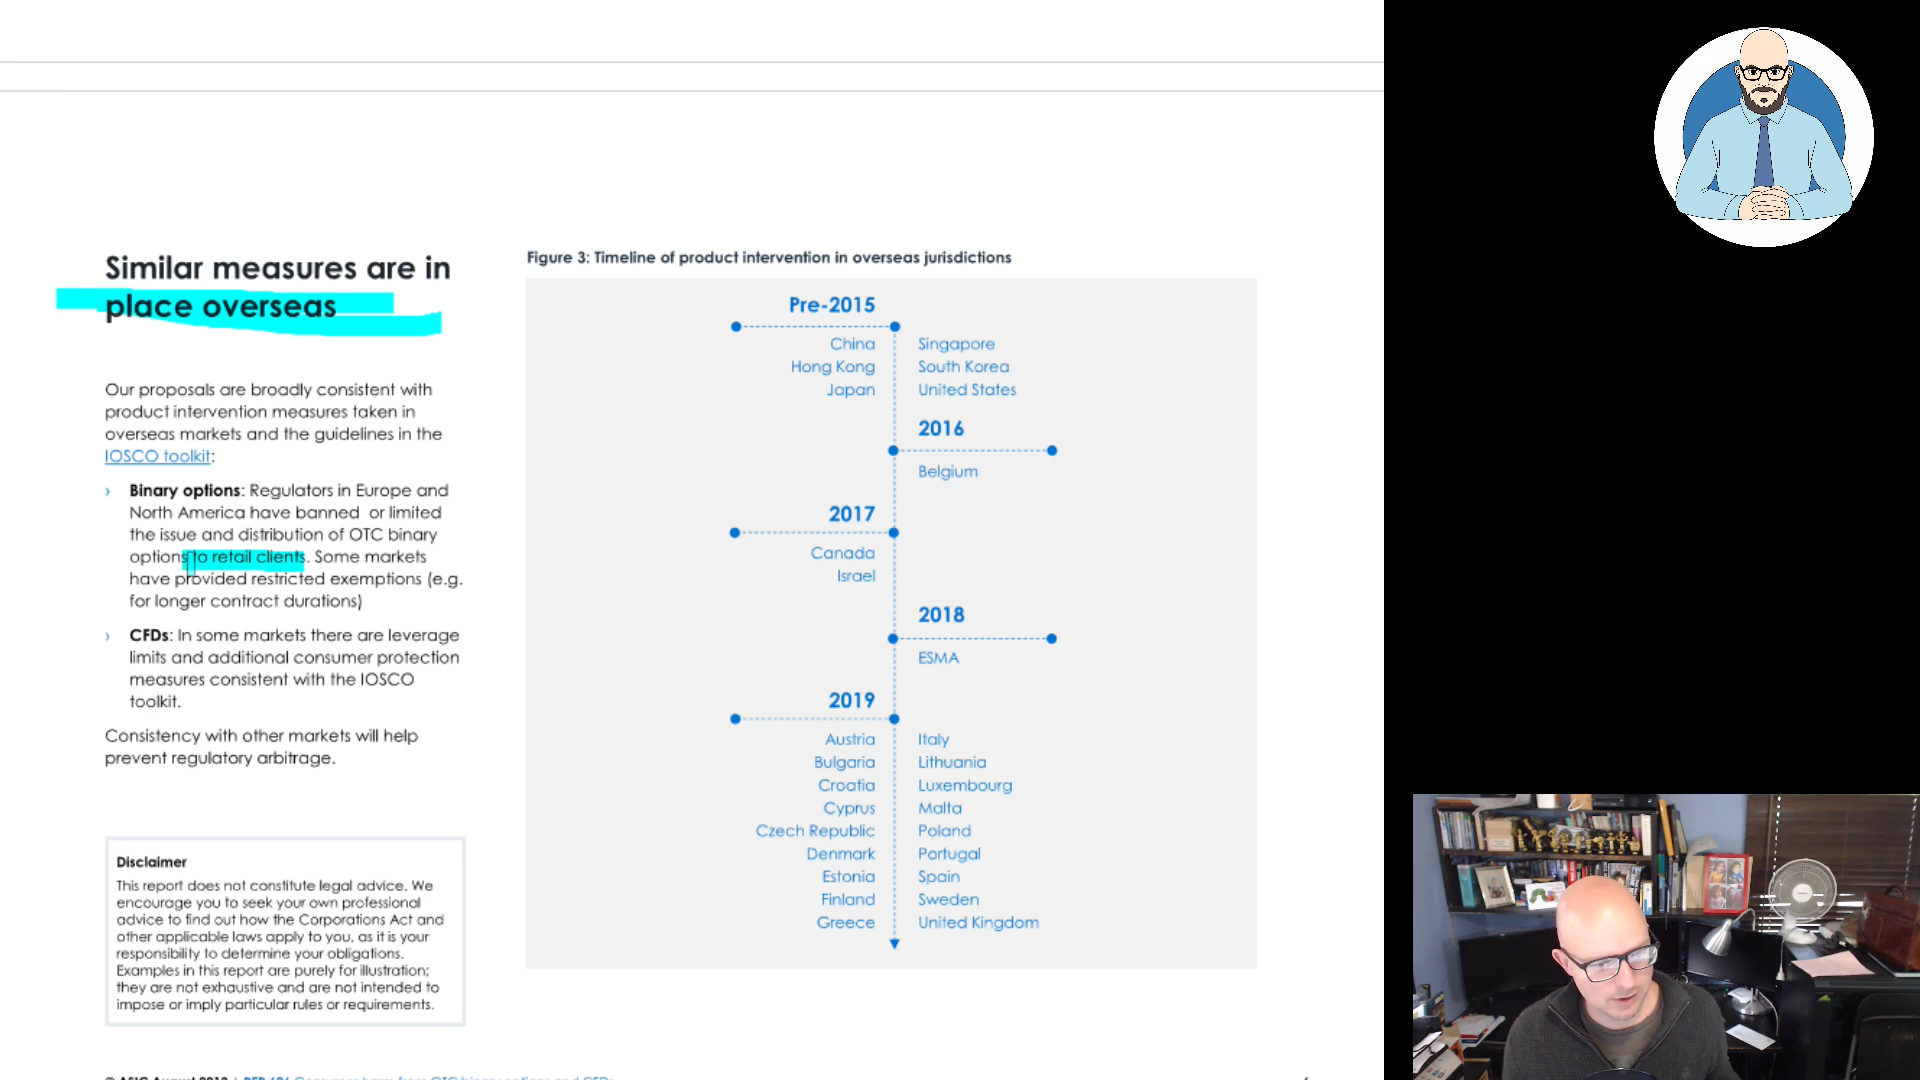 Similar measures are in
place overseas
Our proposals are broadly consistent with
product intervention measures taken in
overseas markets and the guidelines in the
IOSCO toolkit:
› Binary options: Regulators in Europe and
North America have banned or limited
the issue and distribution of OTC binary
options to retail clients. Some markets
have provided restricted exemptions (e.g.
for longer contract durations)
› CFDs: In some markets there are leverage
limits and additional consumer protection
measures consistent with the IOSCO
toolkit.
Consistency with other markets will help
prevent regulatory arbitrage.
Disclaimer
This report does not constitute legal advice. We
encourage you to seek your own professional
advice to find out how the Corporations Act and
other applicable laws apply to you, as it is your
responsibility to determine your obligations.
Examples in this report are purely for illustration;
they are not exhaustive and are not intended to
impose or imply particular rules or requirements.
Figure 3: Timeline of product intervention in overseas jurisdictions
Pre-2015
China Singapore
Hong Kong South Korea
Japan United States
2016
Belgium
2017
Canada
Israel
2018
ESMA
2019
Austria Italy
Bulgaria Lithuania
Croatia Luxembourg
Cyprus Malta
Czech Republic Poland
Denmark Portugal
Estonia Spain
Finland Sweden
Greece United Kingdom